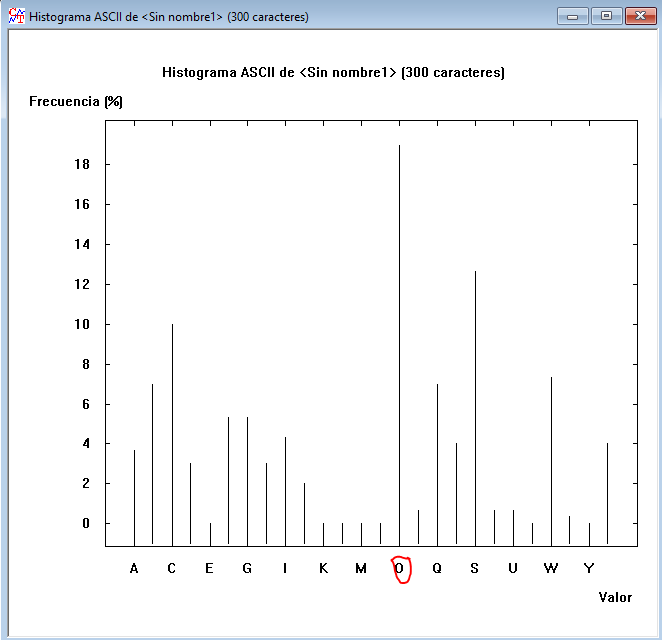 Histograma ASCII de <Sin nombre1> (300 caracteres)
Histograma ASCII de <Sin nombre1> (300 caracteres)
Frecuencia (%)
18
16
14
12
10
8
6
4
2
0
A C E G I K M O Q S U W Y
Valor